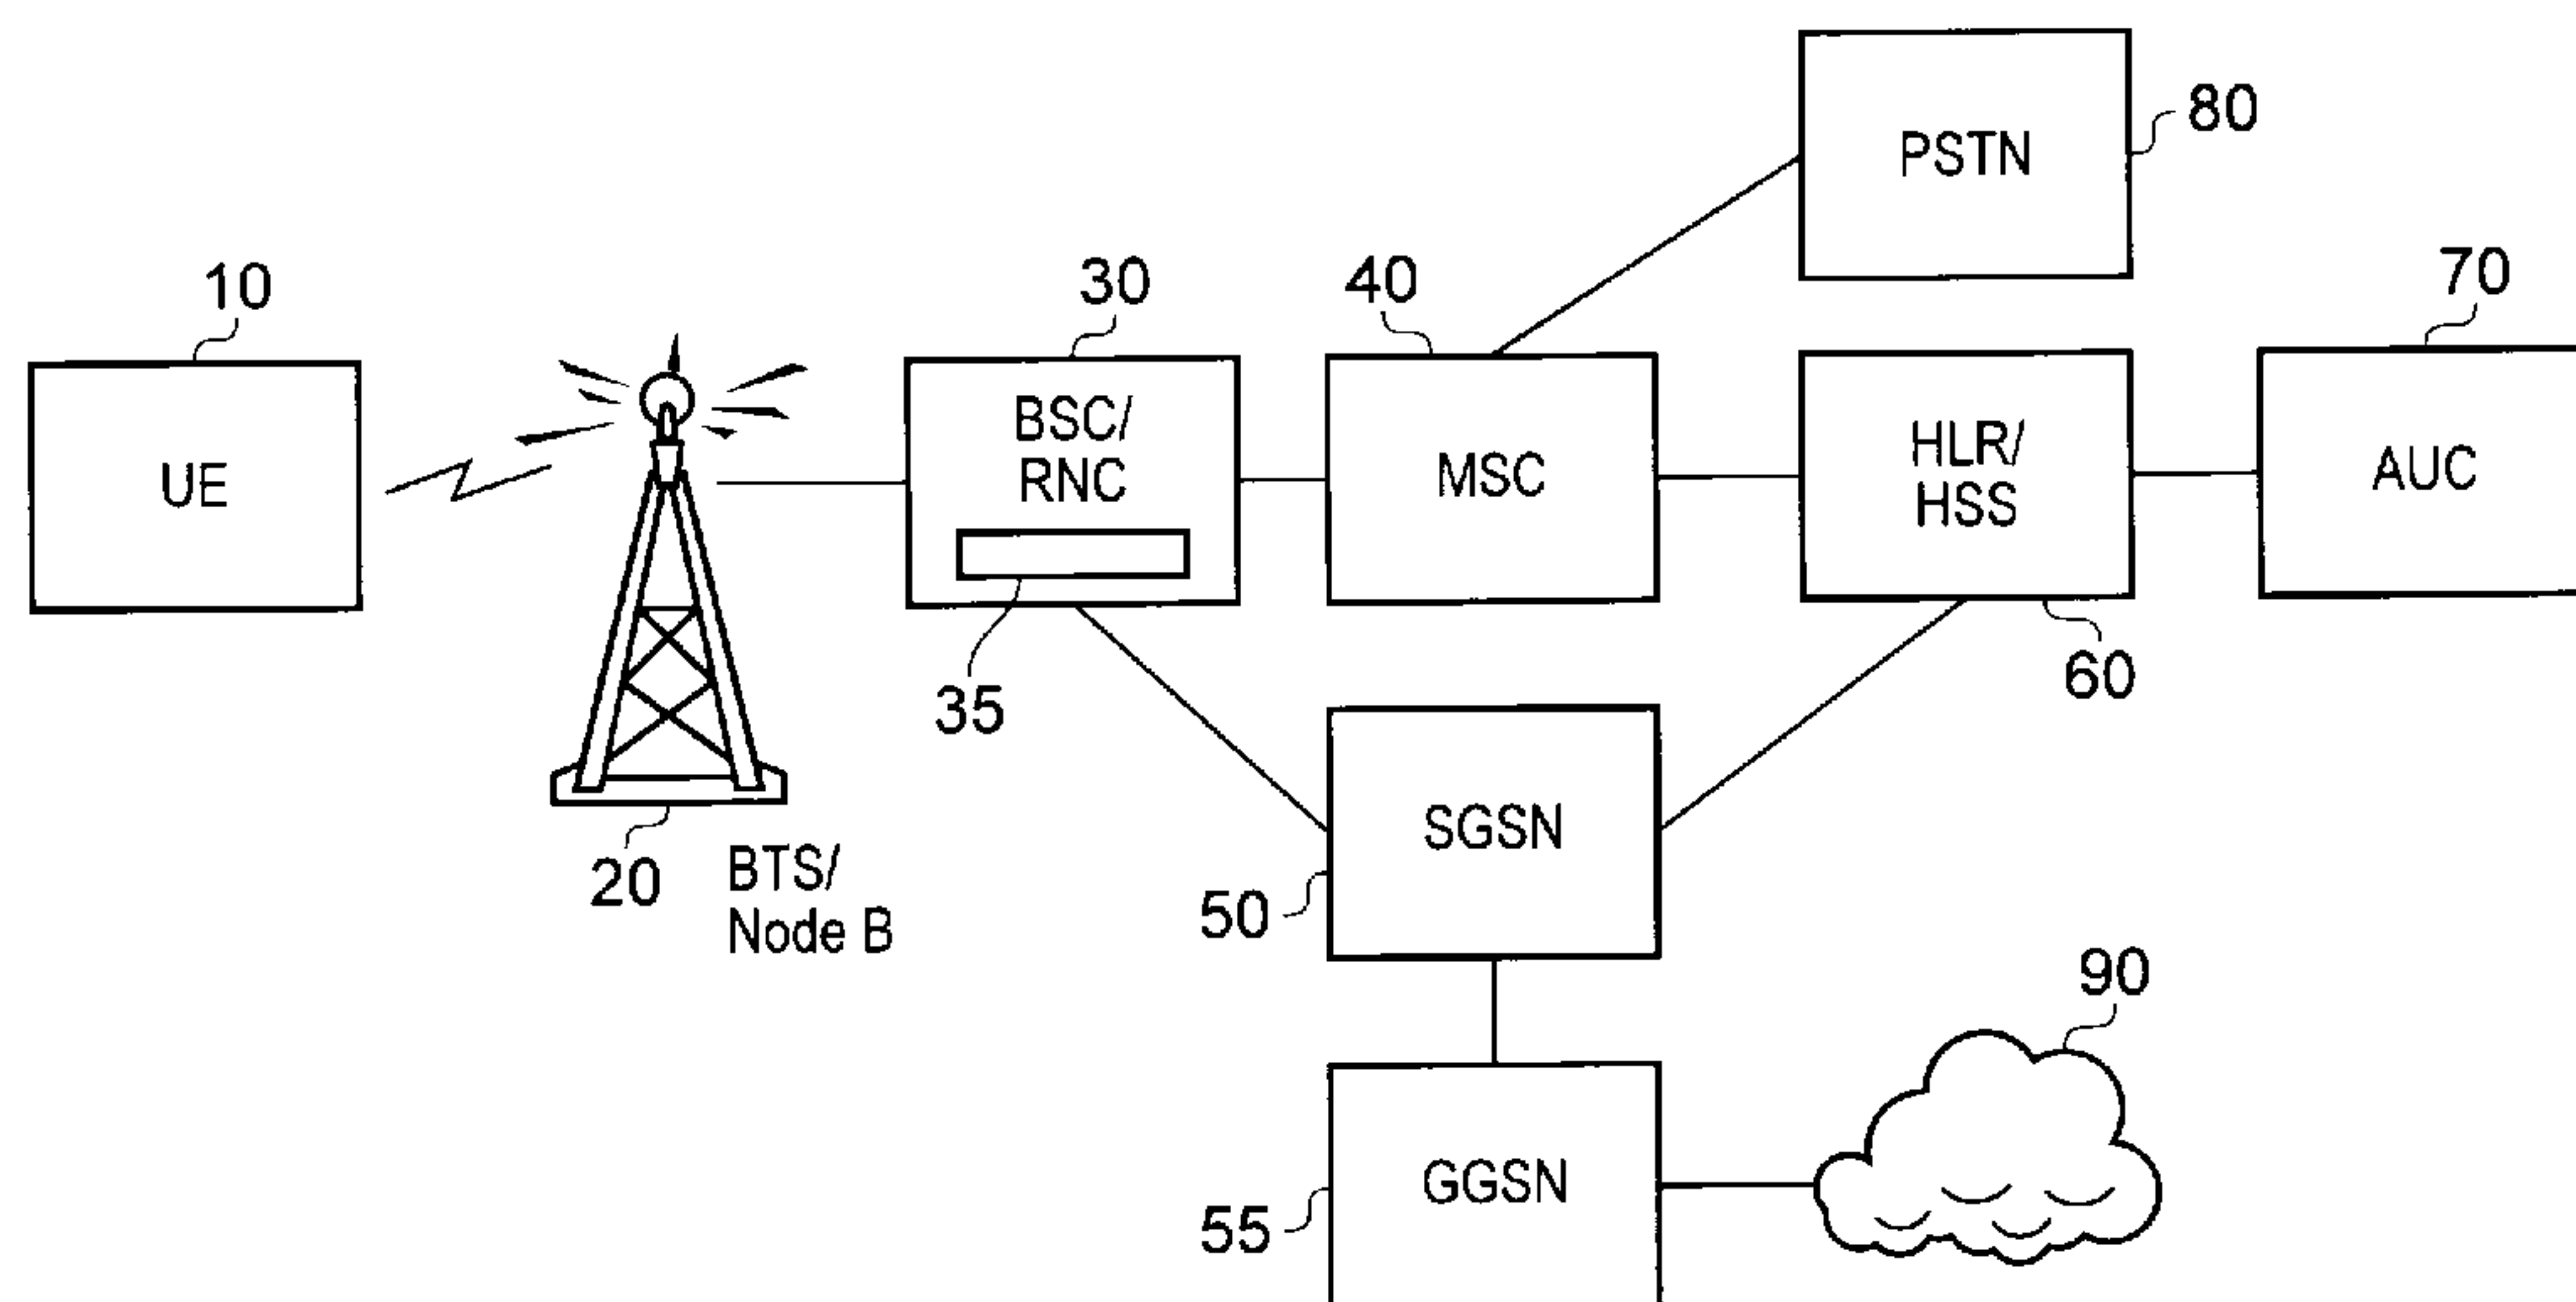 PSTN
80
10
30
40
70
UE
BSC/
RNC
MSC
HLR/
HSS
AUC
35
60
20
BTS/
Node B
SGSN
50
90
GGSN
55